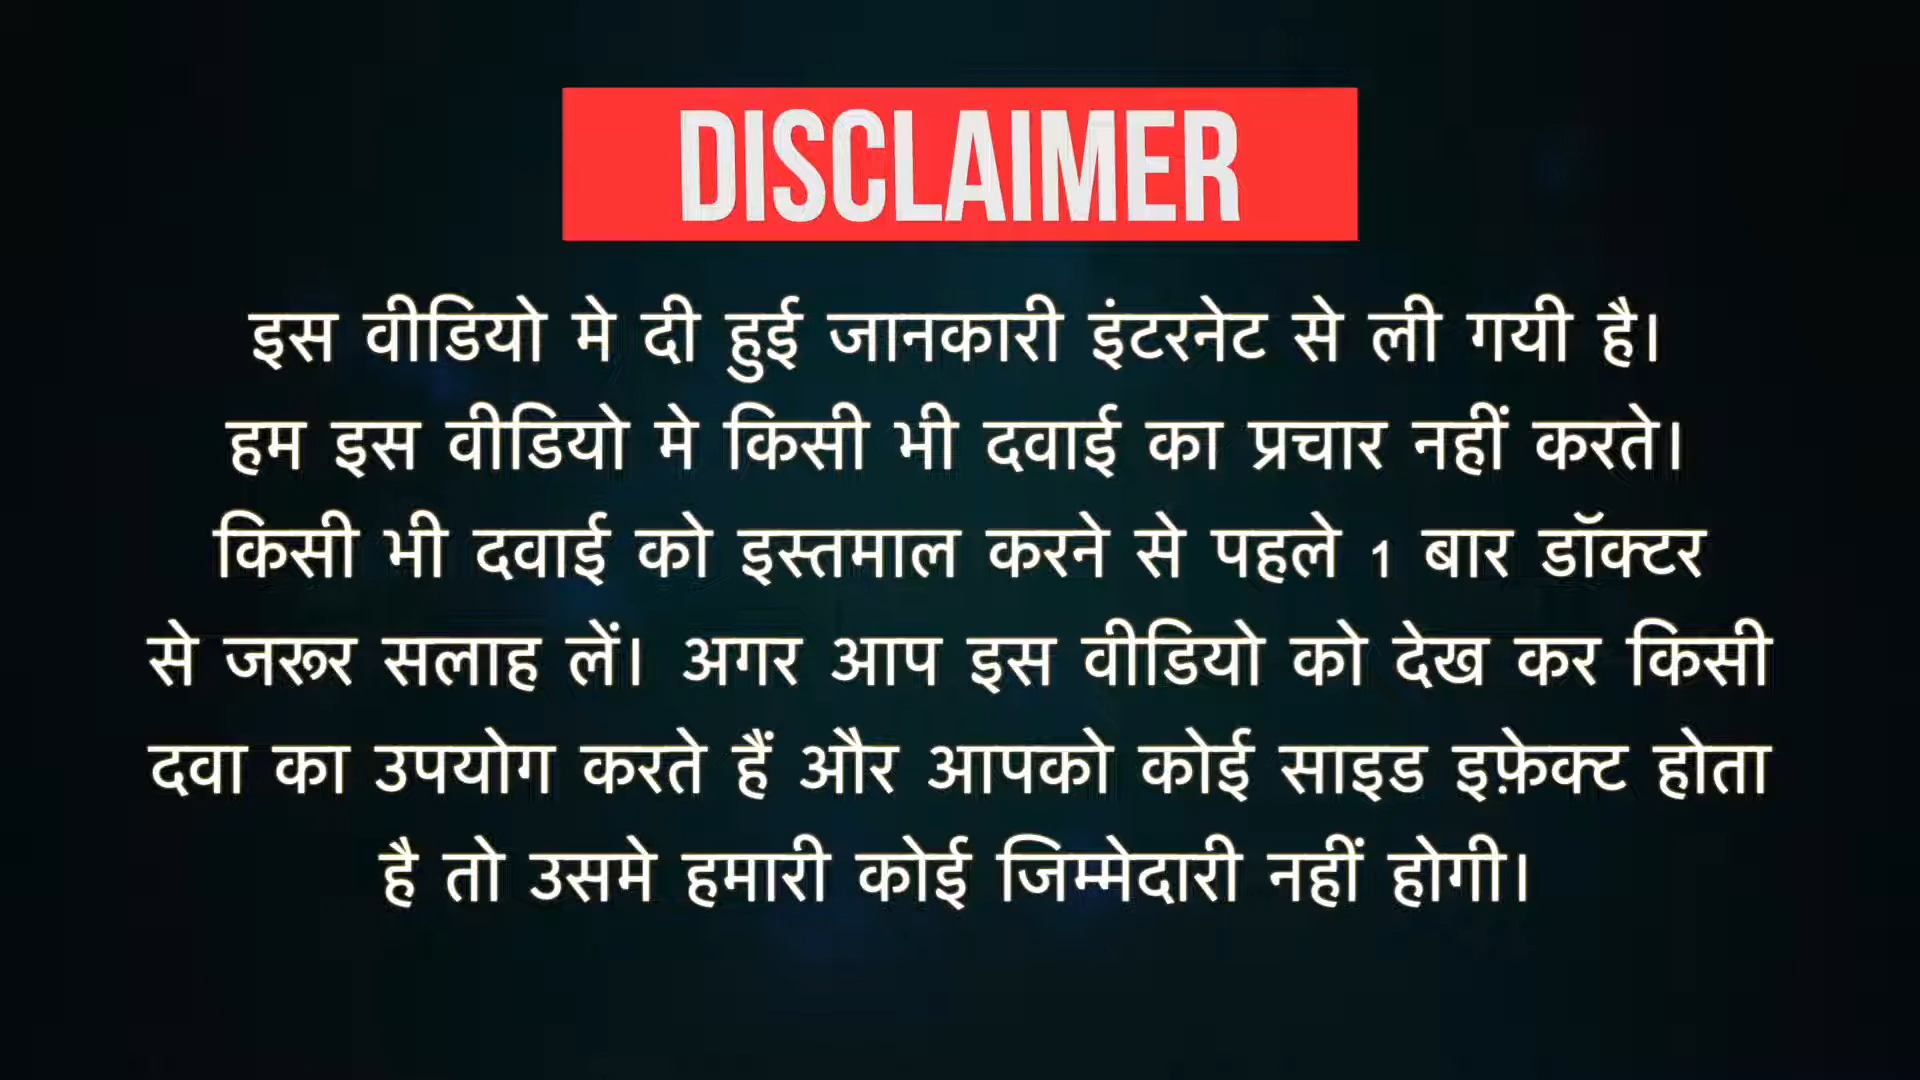 DISCLAIMER
इस वीडियो मे दी हुई जानकारी इंटरनेट से ली गयी है।
हम इस वीडियो मे किसी भी दवाई का प्रचार नहीं करते।
किसी भी दवाई को इस्तमाल करने से पहले 1 बार डॉक्टर
से जरूर सलाह लें। अगर आप इस वीडियो को देख कर किसी
दवा का उपयोग करते हैं और आपको कोई साइड इफ़ेक्ट होता
है तो उसमे हमारी कोई जिम्मेदारी नहीं होगी।